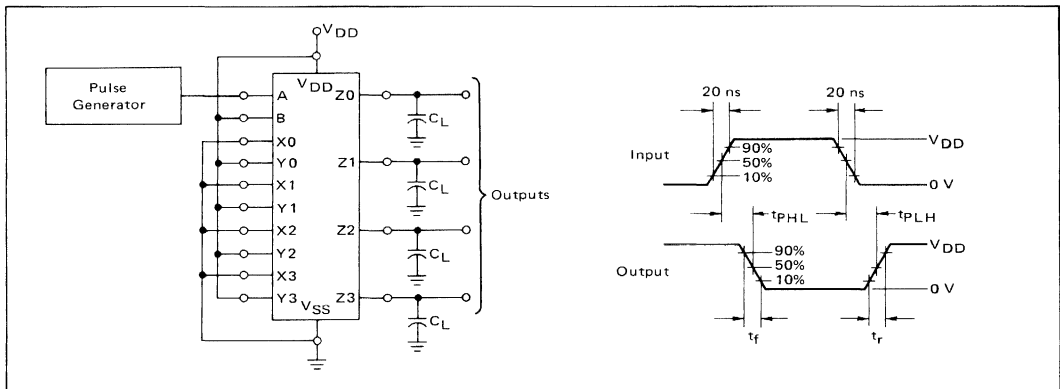 VDD
Pulse
Generator
VDD
A
B
X0
Y0
X1
Y1
X2
Y2
X3
Y3
VSS
Z0
Z1
Z2
Z3
CL
CL
CL
CL
Outputs
20 ns
20 ns
Input
90%
50%
10%
VDD
0 V
tPHL
tPLH
Output
90%
50%
10%
VDD
0 V
tf
tr